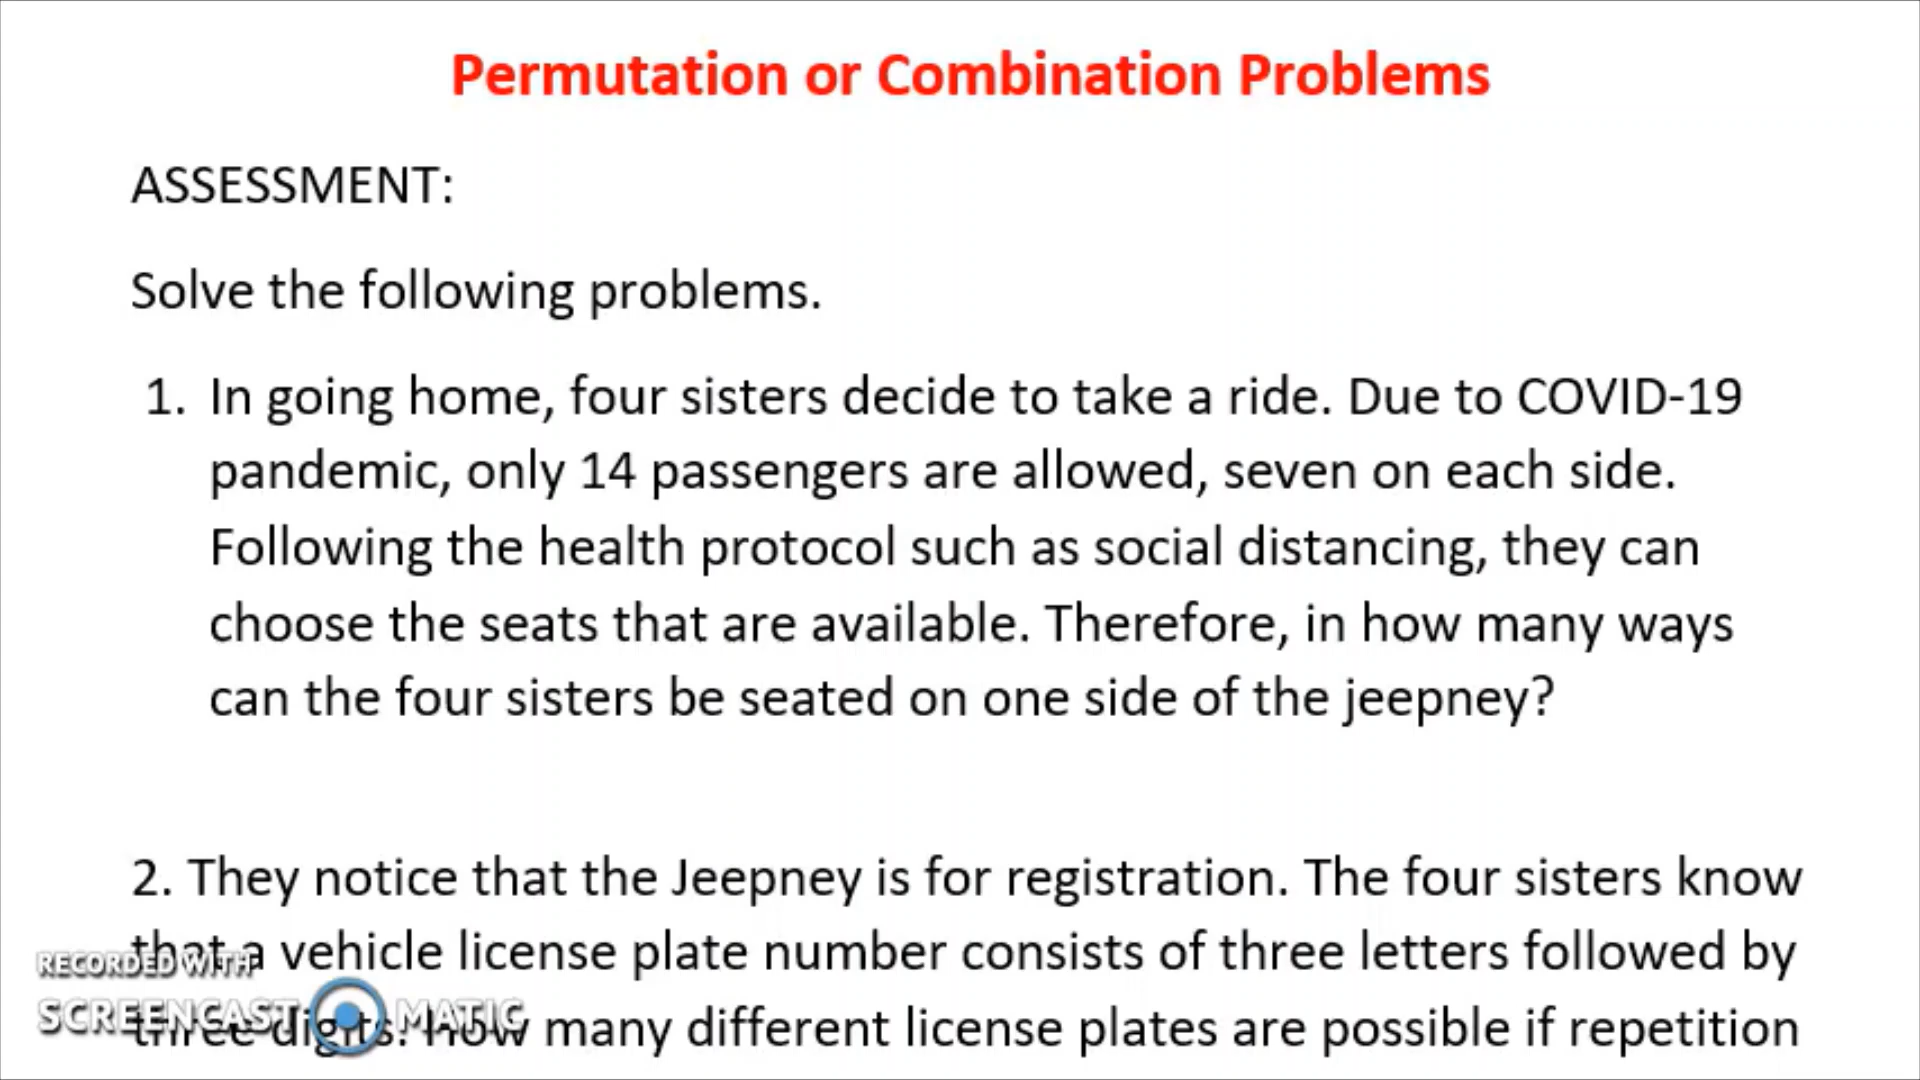 Permutation or Combination Problems
ASSESSMENT:
Solve the following problems.
1. In going home, four sisters decide to take a ride. Due to COVID-19
pandemic, only 14 passengers are allowed, seven on each side.
Following the health protocol such as social distancing, they can
choose the seats that are available. Therefore, in how many ways
can the four sisters be seated on one side of the jeepney?
2. They notice that the Jeepney is for registration. The four sisters know
that a vehicle license plate number consists of three letters followed by
three digits. How many different license plates are possible if repetition
RECORDED WITH
SCREENCAST MATIC